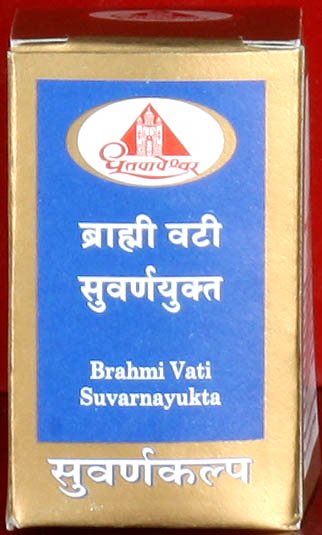 धूतपापेश्वर
ब्राह्मी वटी
सुवर्णयुक्त
Brahmi Vati
Suvarnayukta
सुवर्णकल्प